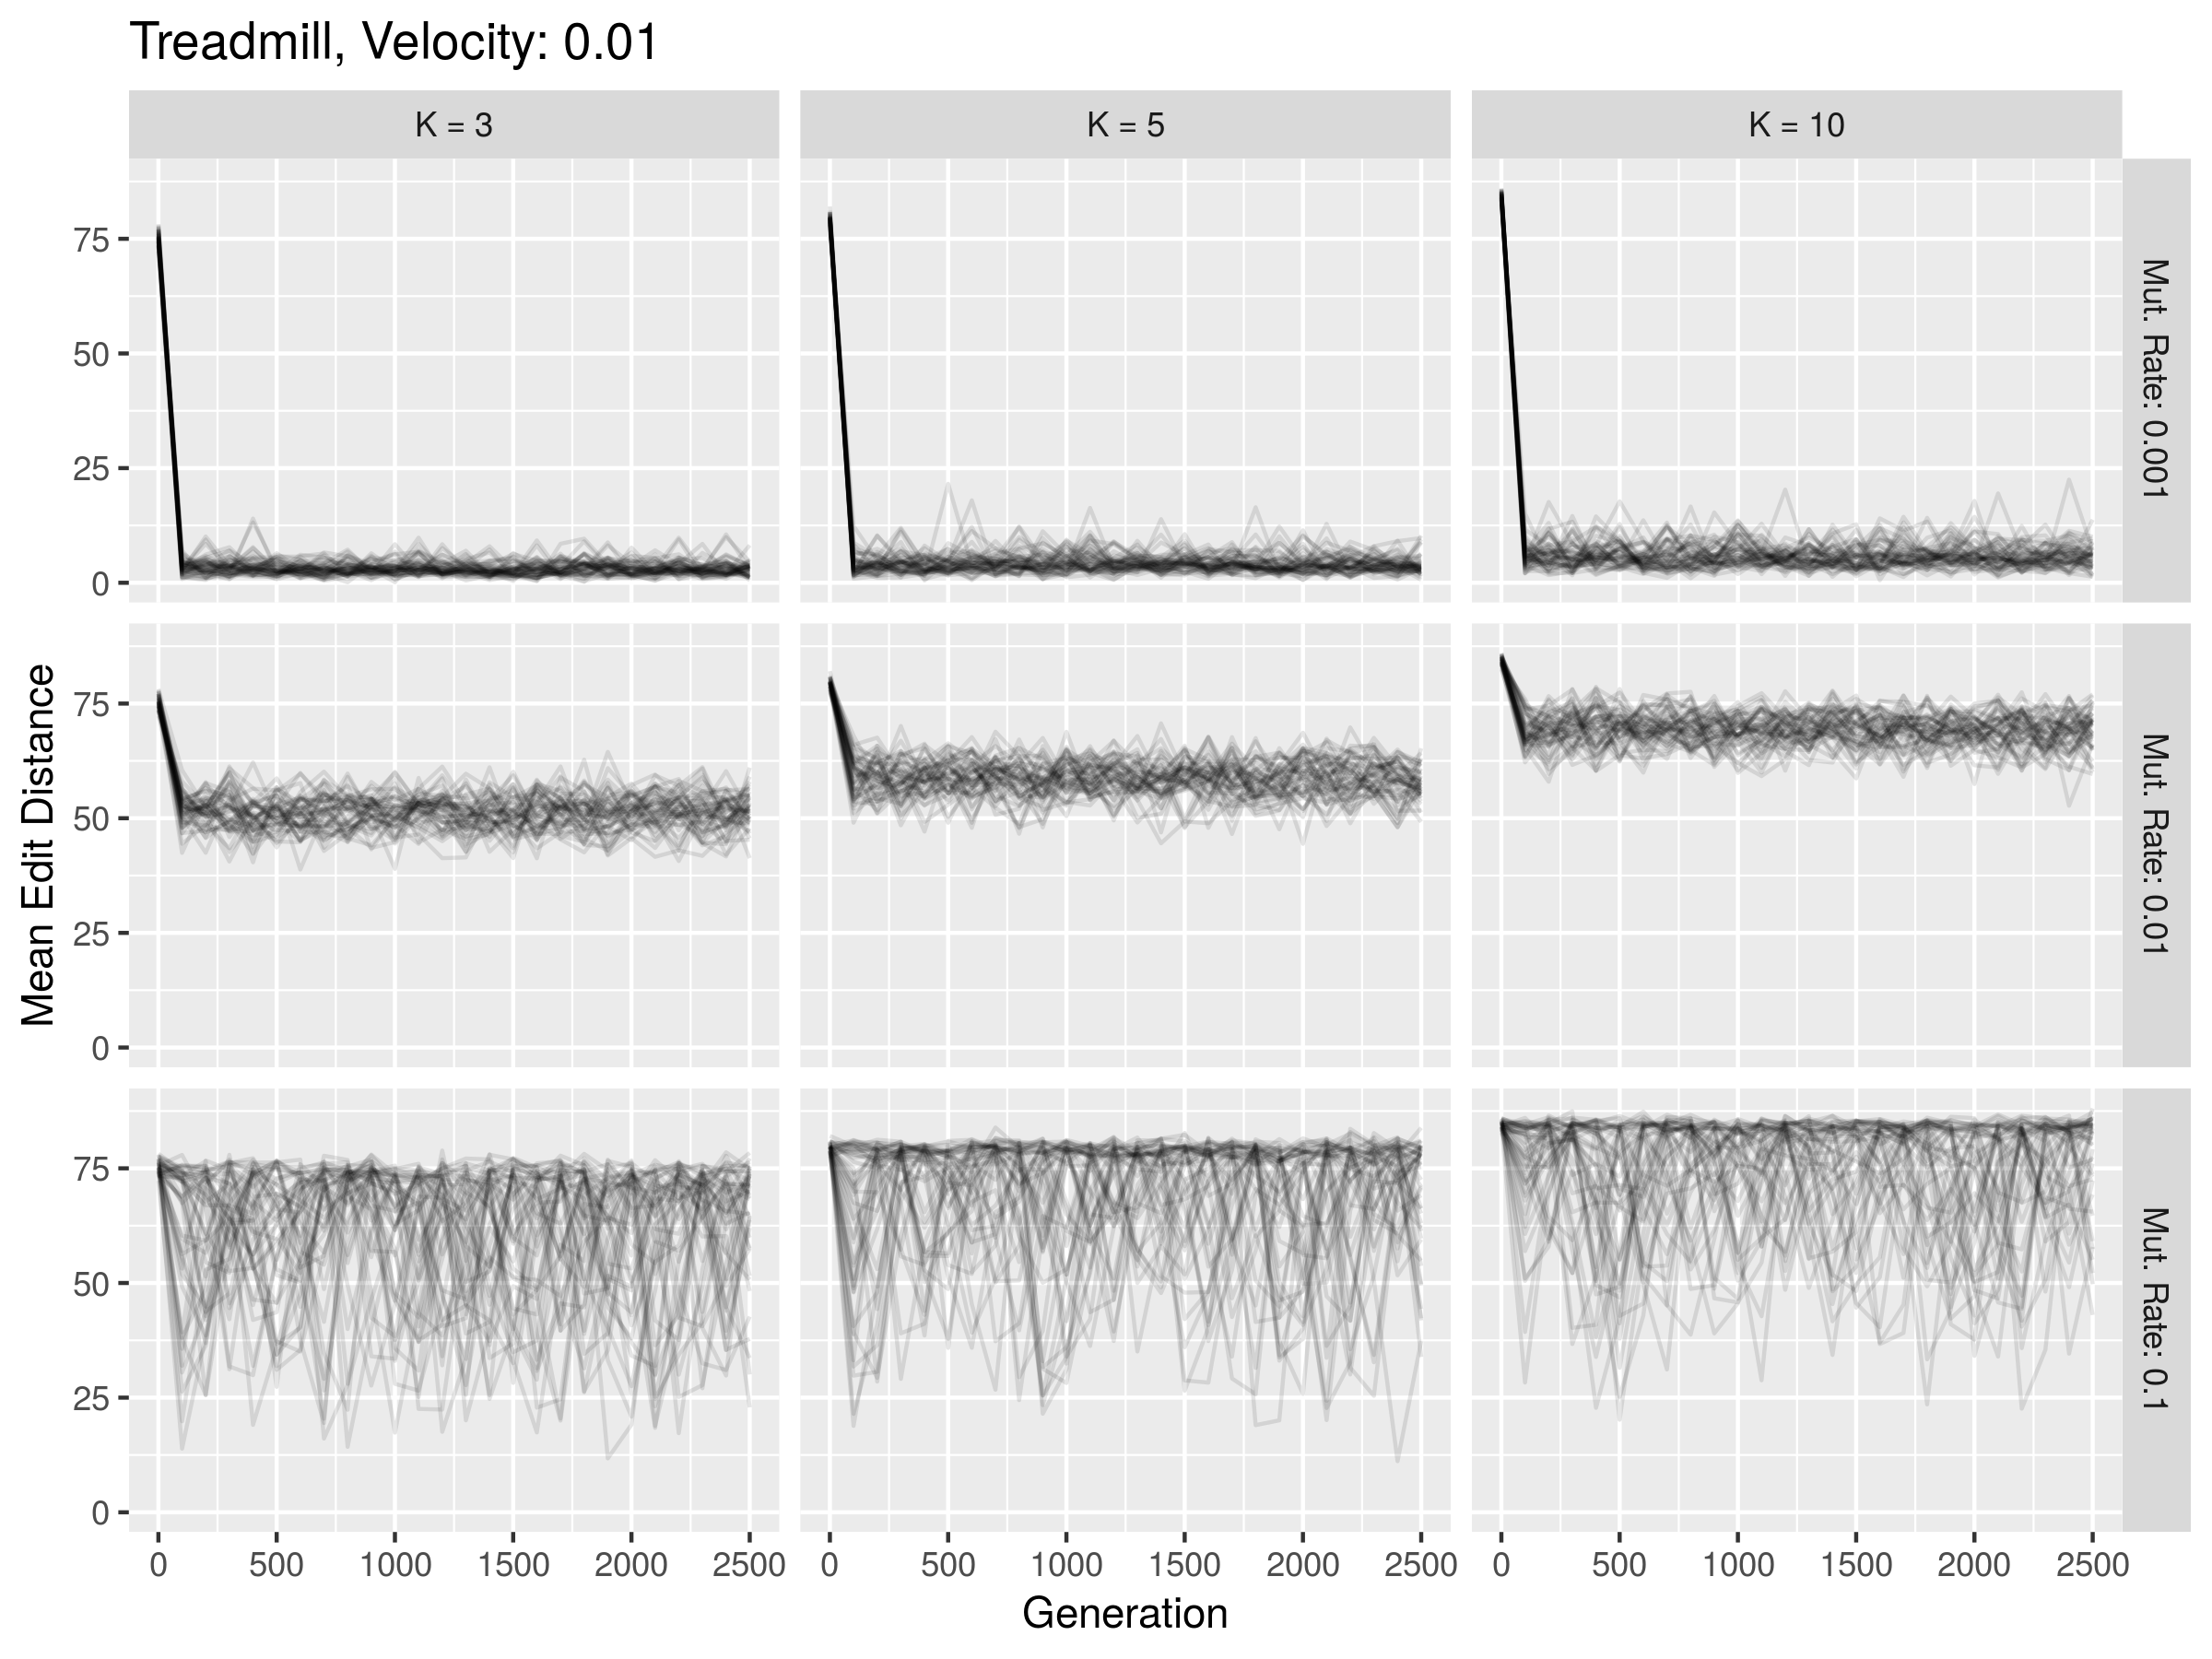 Treadmill, Velocity: 0.01
K = 3
K = 5
K = 10
75
50
25
0
Mut. Rate: 0.001
Mean Edit Distance
75
50
25
0
Mut. Rate: 0.01
75
50
25
0
Mut. Rate: 0.1
0 500 1000 1500 2000 2500
0 500 1000 1500 2000 2500
0 500 1000 1500 2000 2500
Generation